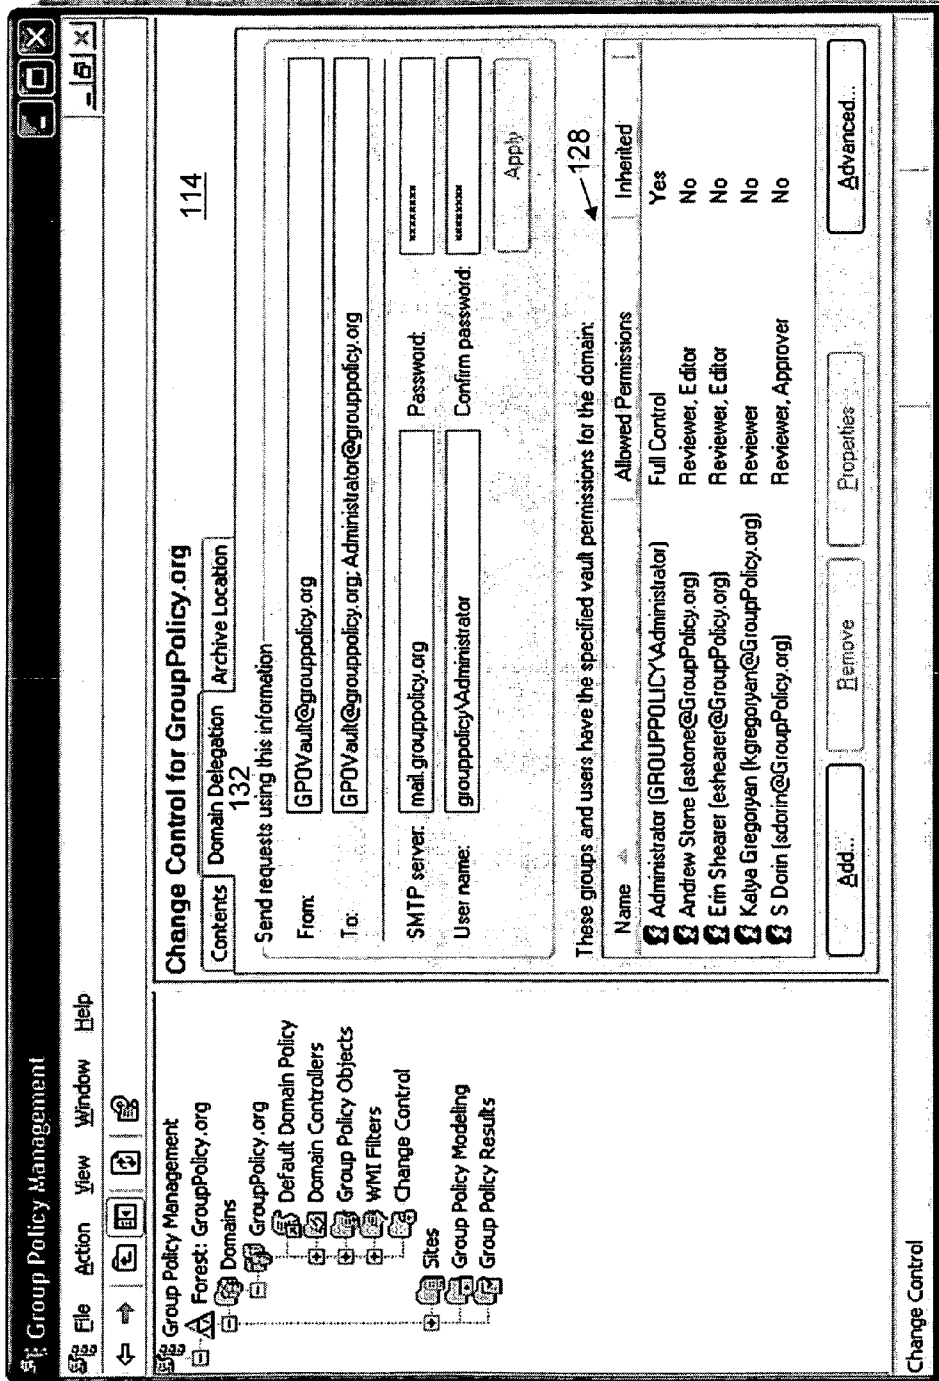 Group Policy Management
File Action View Window Help
Group Policy Management
Forest: GroupPolicy.org
Domains
GroupPolicy.org
Default Domain Policy
Domain Controllers
Group Policy Objects
WMI Filters
Change Control
Sites
Group Policy Modeling
Group Policy Results
Change Control for GroupPolicy.org
114
Contents Domain Delegation Archive Location
132
Send requests using this information
From: GPOVault@grouppolicy.org
To: GPOVault@grouppolicy.org; Administrator@grouppolicy.org
SMTP server: mail.grouppolicy.org Password: xxxxxxxx
User name: grouppolicy\Administrator Confirm password: xxxxxxxx
Apply
128
These groups and users have the specified vault permissions for the domain:
Name Allowed Permissions Inherited
Administrator (GROUPPOLICY\Administrator) Full Control Yes
Andrew Stone (astone@GroupPolicy.org) Reviewer, Editor No
Erin Shearer (eshearer@GroupPolicy.org) Reviewer, Editor No
Katya Gregoryan (kgregoryan@GroupPolicy.org) Reviewer No
S Dorin (sdorin@GroupPolicy.org) Reviewer, Approver No
Add... Remove Properties Advanced...
Change Control